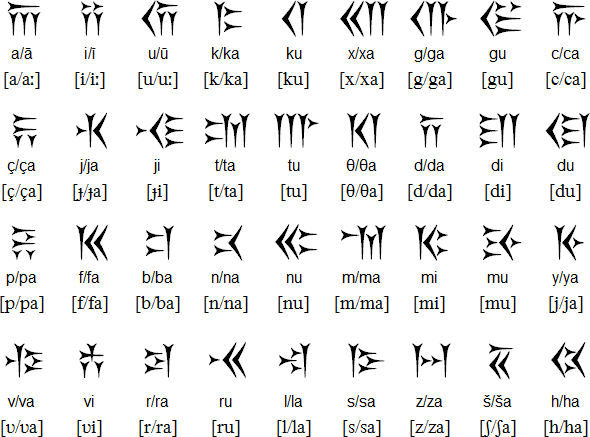 𐎠 𐎡 𐎢 𐎣 𐎤 𐎧 𐎥 𐎦 𐎨
a/ā i/ī u/ū k/ka ku x/xa g/ga gu c/ca
[a/aː] [i/iː] [u/uː] [k/ka] [ku] [x/xa] [g/ga] [gu] [c/ca]
𐏂 𐎩 𐎪 𐎫 𐎬 𐎰 𐎭 𐎮 𐎯
ç/ça j/ja ji t/ta tu θ/θa d/da di du
[ç/ça] [ɟ/ɟa] [ɟi] [t/ta] [tu] [θ/θa] [d/da] [di] [du]
𐎱 𐎳 𐎲 𐎴 𐎵 𐎶 𐎷 𐎸 𐎹
p/pa f/fa b/ba n/na nu m/ma mi mu y/ya
[p/pa] [f/fa] [b/ba] [n/na] [nu] [m/ma] [mi] [mu] [j/ja]
𐎺 𐎻 𐎼 𐎽 𐎾 𐎿 𐏀 𐏁 𐏃
v/va vi r/ra ru l/la s/sa z/za š/ša h/ha
[ʋ/ʋa] [ʋi] [r/ra] [ru] [l/la] [s/sa] [z/za] [ʃ/ʃa] [h/ha]